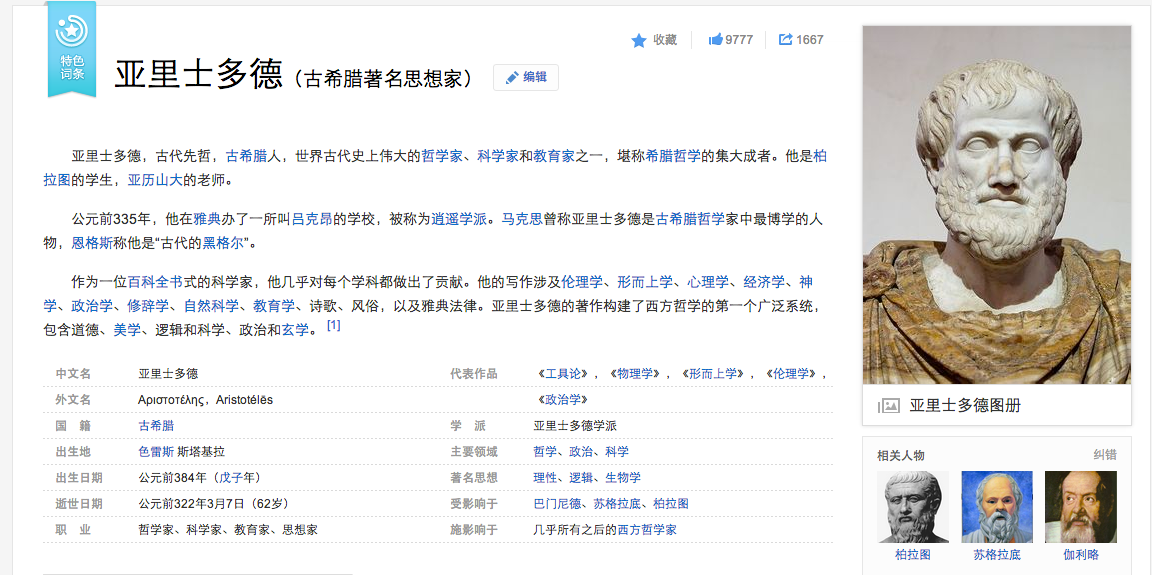 特色
词条
收藏
9777
1667
亚里士多德（古希腊著名思想家）
编辑
亚里士多德，古代先哲，古希腊人，世界古代史上伟大的哲学家、科学家和教育家之一，堪称希腊哲学的集大成者。他是柏
拉图的学生，亚历山大的老师。
公元前335年，他在雅典办了一所叫吕克昂的学校，被称为逍遥学派。马克思曾称亚里士多德是古希腊哲学家中最博学的人
物，恩格斯称他是“古代的黑格尔”。
作为一位百科全书式的科学家，他几乎对每个学科都做出了贡献。他的写作涉及伦理学、形而上学、心理学、经济学、神
学、政治学、修辞学、自然科学、教育学、诗歌、风俗，以及雅典法律。亚里士多德的著作构建了西方哲学的第一个广泛系统，
包含道德、美学、逻辑和科学、政治和玄学。 [1]
中文名 亚里士多德
外文名 Αριστοτέλης，Aristotélēs
国 籍 古希腊
出生地 色雷斯 斯塔基拉
出生日期 公元前384年（戊子年）
逝世日期 公元前322年3月7日（62岁）
职 业 哲学家、科学家、教育家、思想家
代表作品 《工具论》，《物理学》，《形而上学》，《伦理学》，
《政治学》
学 派 亚里士多德学派
主要领域 哲学、政治、科学
著名思想 理性、逻辑、生物学
受影响于 巴门尼德、苏格拉底、柏拉图
施影响于 几乎所有之后的西方哲学家
亚里士多德图册
相关人物 纠错
柏拉图 苏格拉底 伽利略